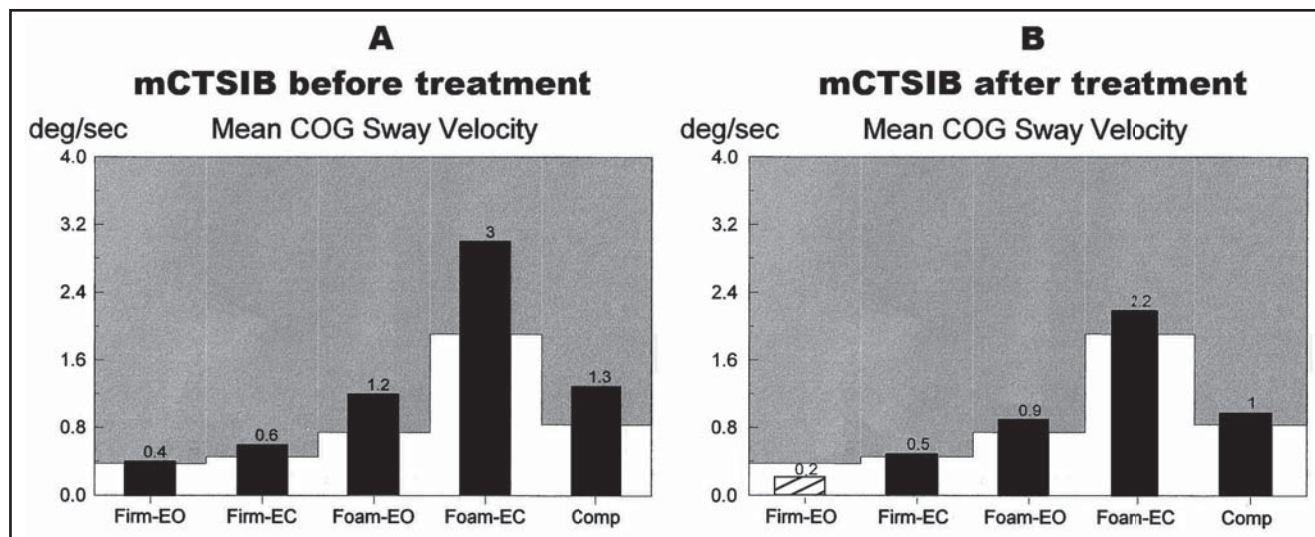 A
mCTSIB before treatment
deg/sec Mean COG Sway Velocity
4.0
3.2
2.4
1.6
0.8
0.0
0.4
0.6
1.2
3
1.3
Firm-EO Firm-EC Foam-EO Foam-EC Comp
B
mCTSIB after treatment
deg/sec Mean COG Sway Velocity
4.0
3.2
2.4
1.6
0.8
0.0
0.2
0.5
0.9
2.2
1
Firm-EO Firm-EC Foam-EO Foam-EC Comp